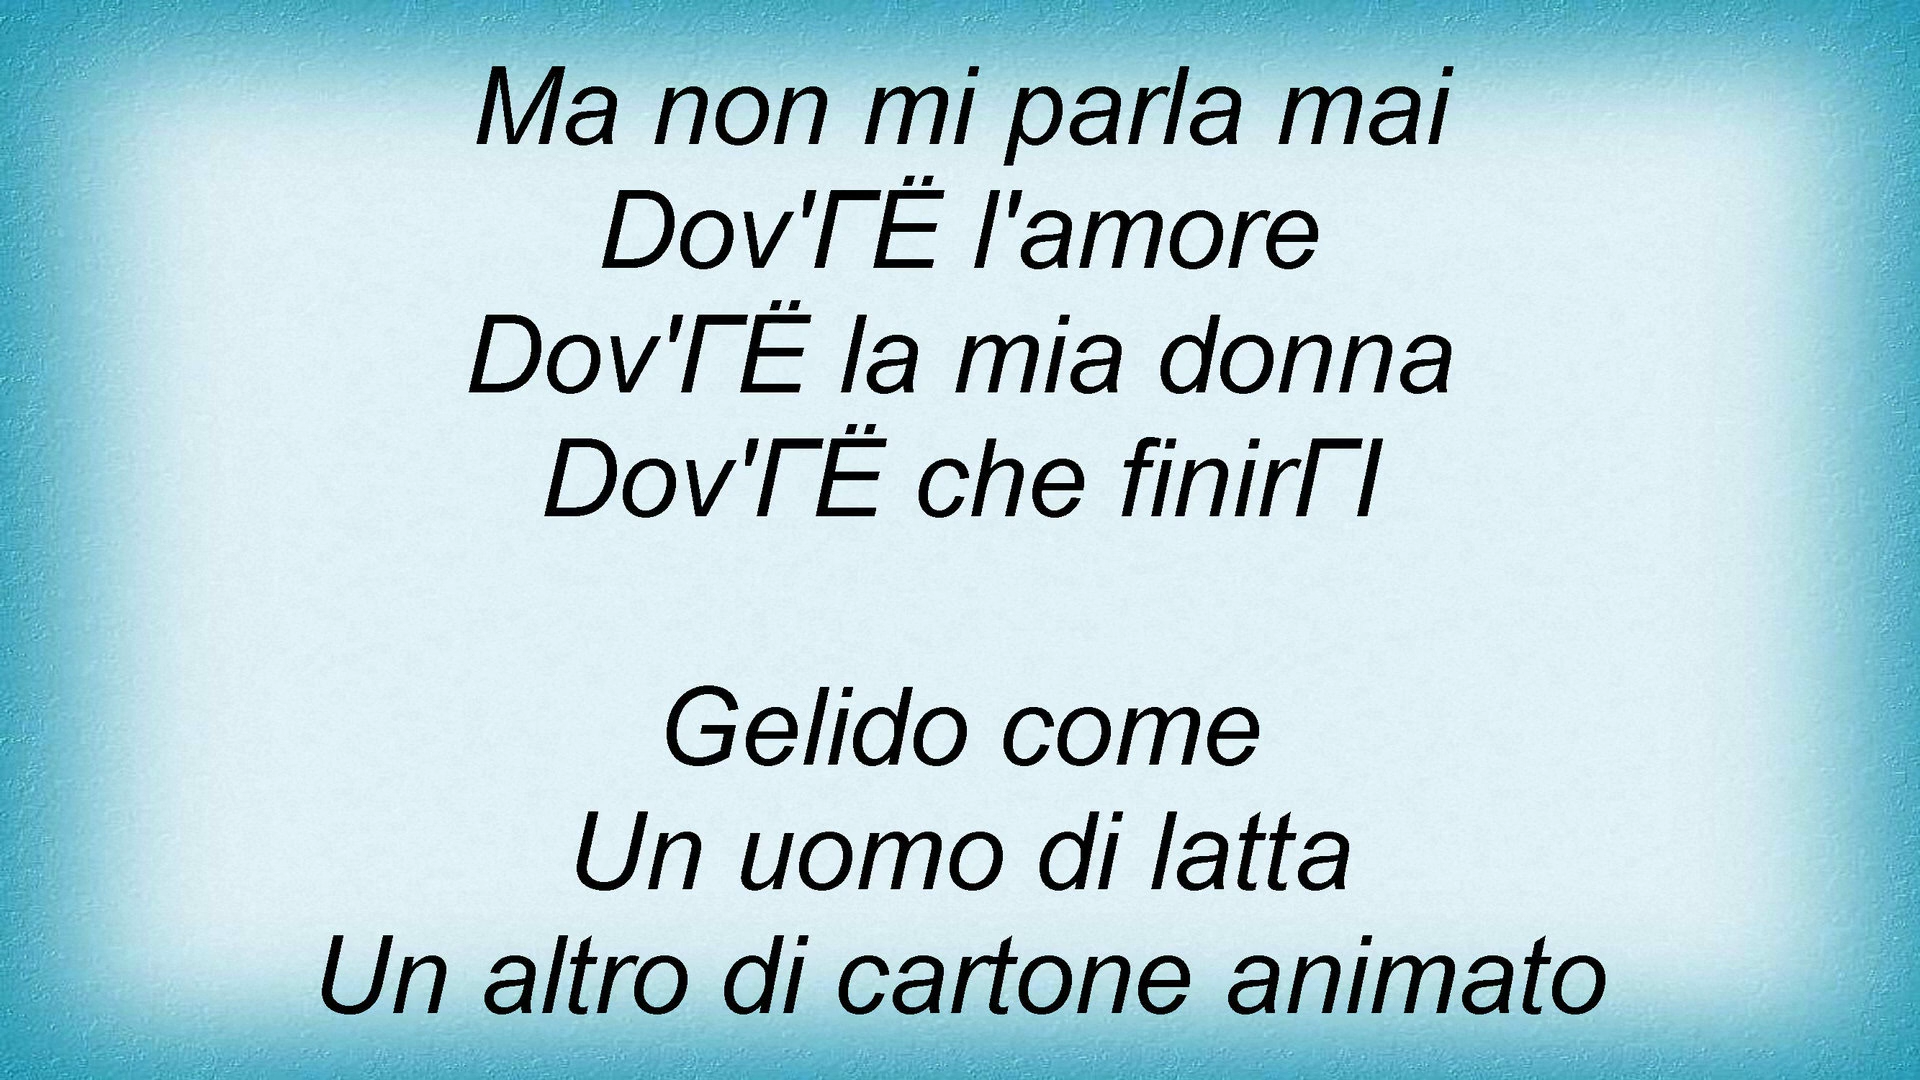 Ma non mi parla mai
Dov'ГЁ l'amore
Dov'ГЁ la mia donna
Dov'ГЁ che finirГІ
Gelido come
Un uomo di latta
Un altro di cartone animato